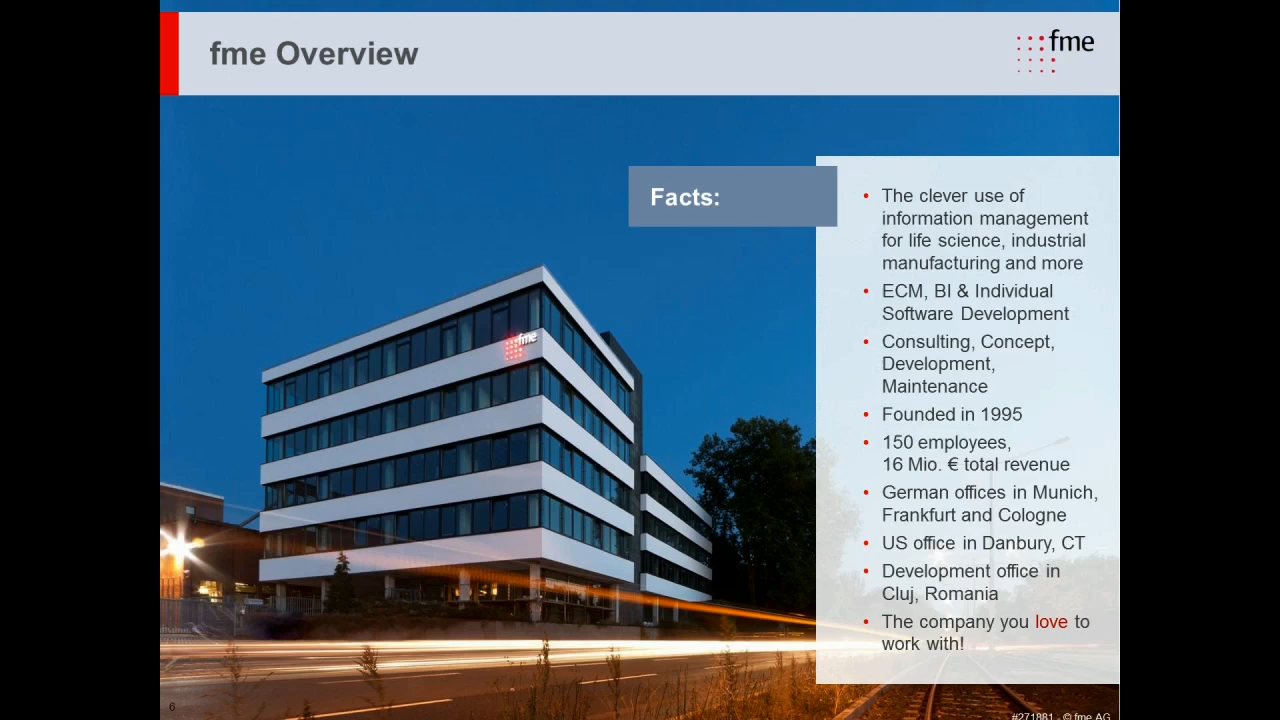 fme Overview
fme
Facts:
• The clever use of
information management
for life science, industrial
manufacturing and more
• ECM, BI & Individual
Software Development
• Consulting, Concept,
Development,
Maintenance
• Founded in 1995
• 150 employees,
16 Mio. € total revenue
• German offices in Munich,
Frankfurt and Cologne
• US office in Danbury, CT
• Development office in
Cluj, Romania
• The company you love to
work with!
fme
6
#271881 - © fme AG